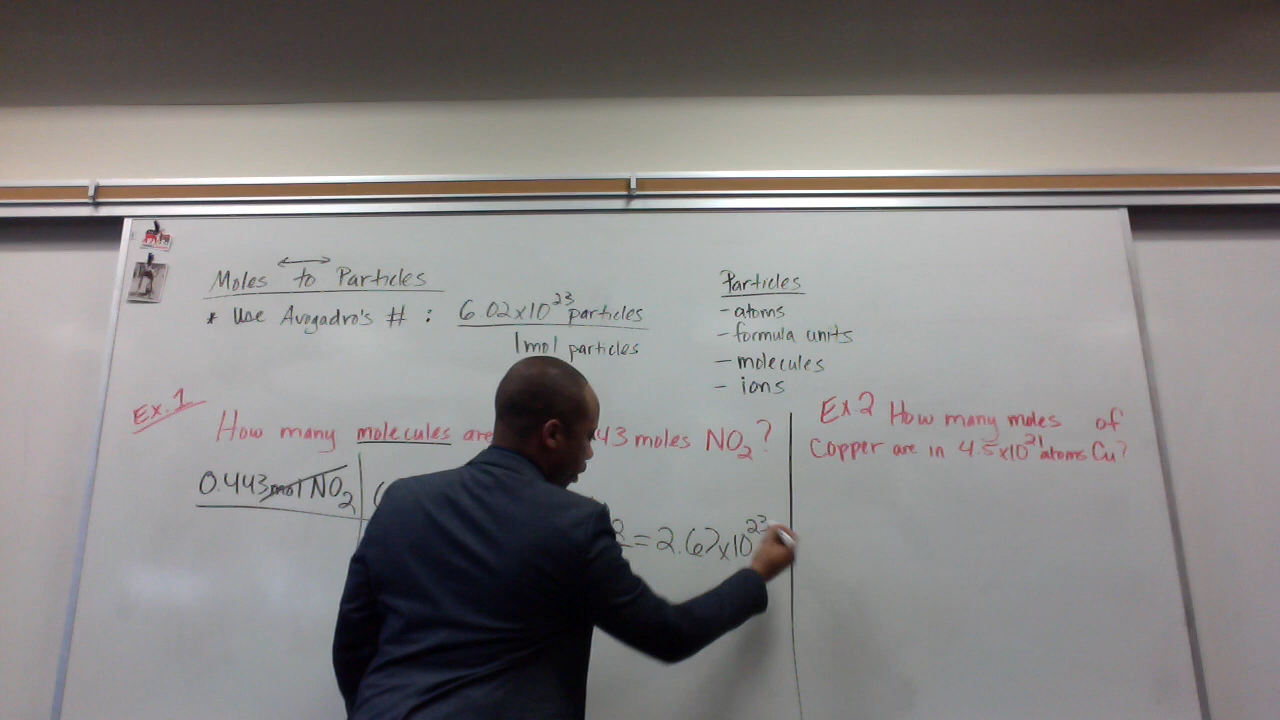 Moles ⟷ to Particles
* Use Avogadro's # : 6.02x10^23 particles
1mol particles
Particles
- atoms
- formula units
- molecules
- ions
Ex.1
How many molecules are 43 moles NO2?
0.443 mol NO2
= 2.67x10^23
Ex.2 How many moles of
Copper are in 4.5x10^21 atoms Cu?